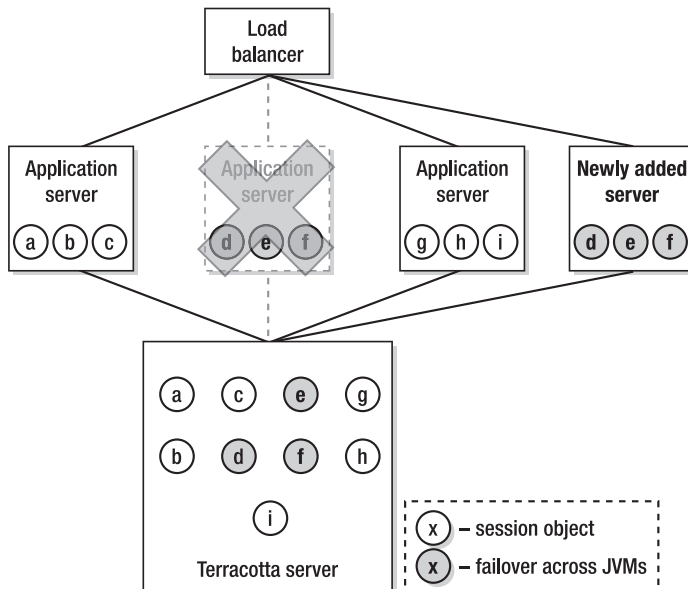 Load
balancer
Application
server
a b c
Application
server
d e f
Application
server
g h i
Newly added
server
d e f
a c e g
b d f h
i
Terracotta server
x – session object
x – failover across JVMs